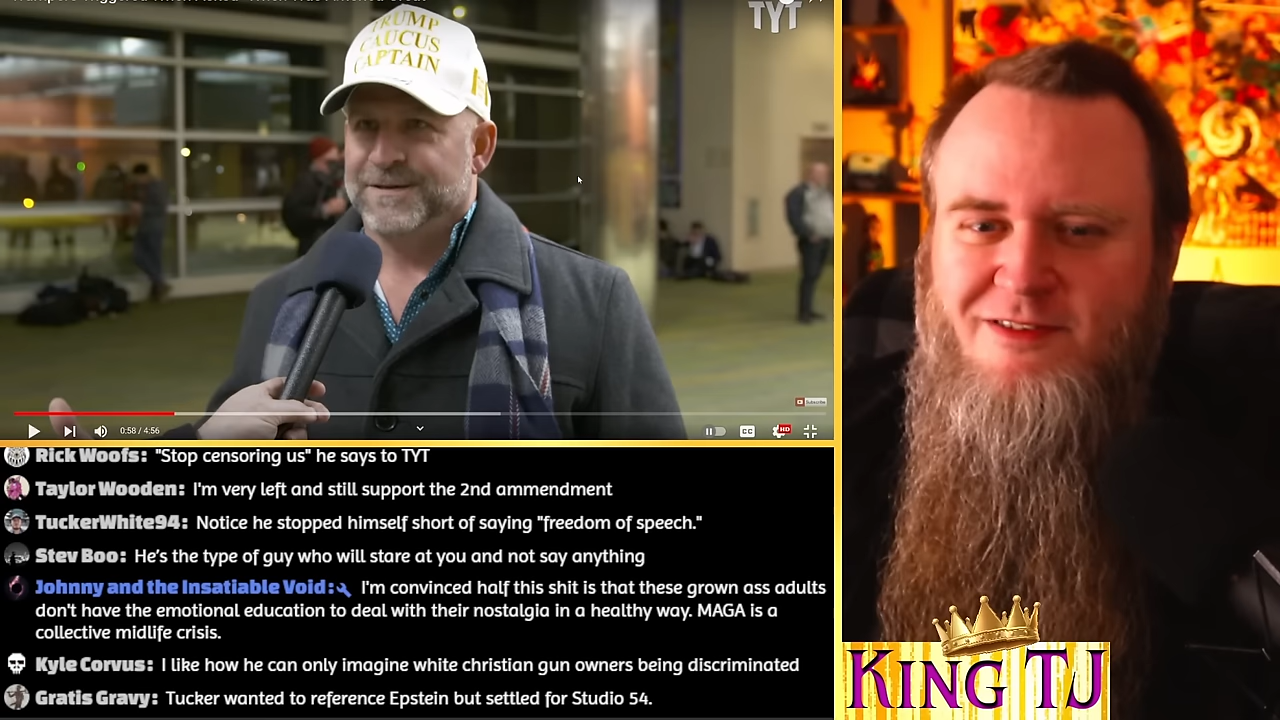 TYT
TRUMP
CAUCUS
CAPTAIN
Subscribe
0:58 / 4:56
CC
HD
Rick Woofs: "Stop censoring us" he says to TYT
Taylor Wooden: I'm very left and still support the 2nd ammendment
TuckerWhite94: Notice he stopped himself short of saying "freedom of speech."
Stev Boo: He's the type of guy who will stare at you and not say anything
Johnny and the Insatiable Void: I'm convinced half this shit is that these grown ass adults
don't have the emotional education to deal with their nostalgia in a healthy way. MAGA is a
collective midlife crisis.
Kyle Corvus: I like how he can only imagine white christian gun owners being discriminated
Gratis Gravy: Tucker wanted to reference Epstein but settled for Studio 54.
KING TJ